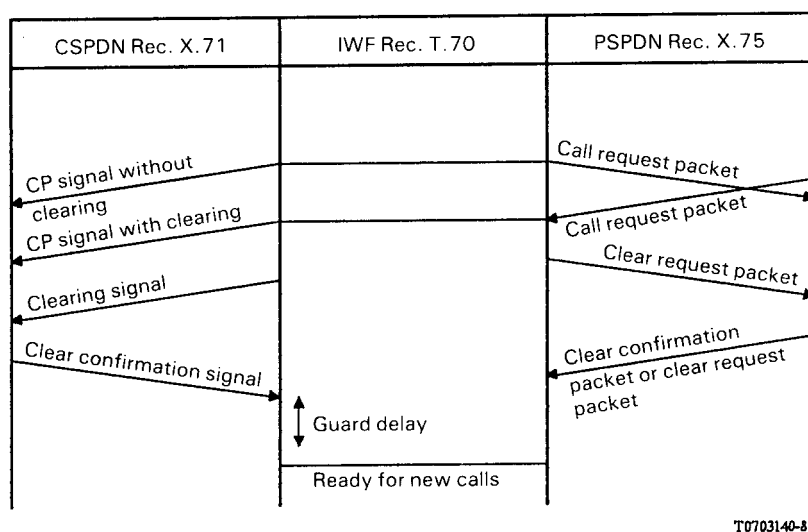 CSPDN Rec. X.71
IWF Rec. T.70
PSPDN Rec. X.75
CP signal without
clearing
Call request packet
CP signal with clearing
Call request packet
Clear request packet
Clearing signal
Clear confirmation signal
Clear confirmation
packet or clear request
packet
Guard delay
Ready for new calls